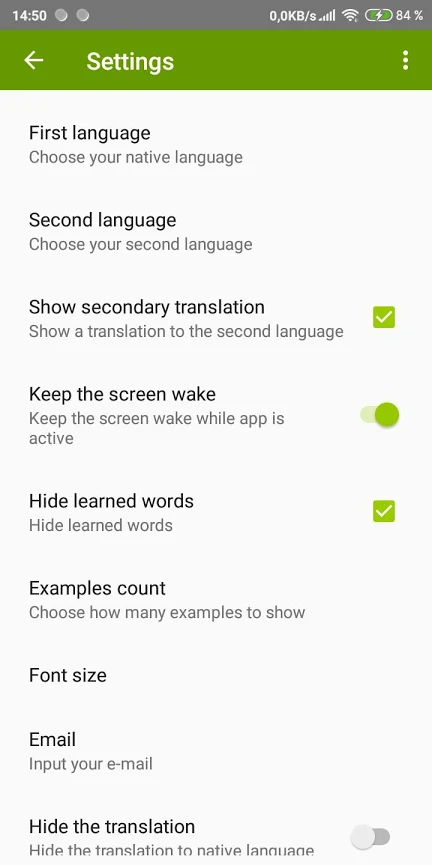 14:50 0,0KB/s 84 %
Settings
First language
Choose your native language
Second language
Choose your second language
Show secondary translation
Show a translation to the second language
Keep the screen wake
Keep the screen wake while app is
active
Hide learned words
Hide learned words
Examples count
Choose how many examples to show
Font size
Email
Input your e-mail
Hide the translation
Hide the translation to native language